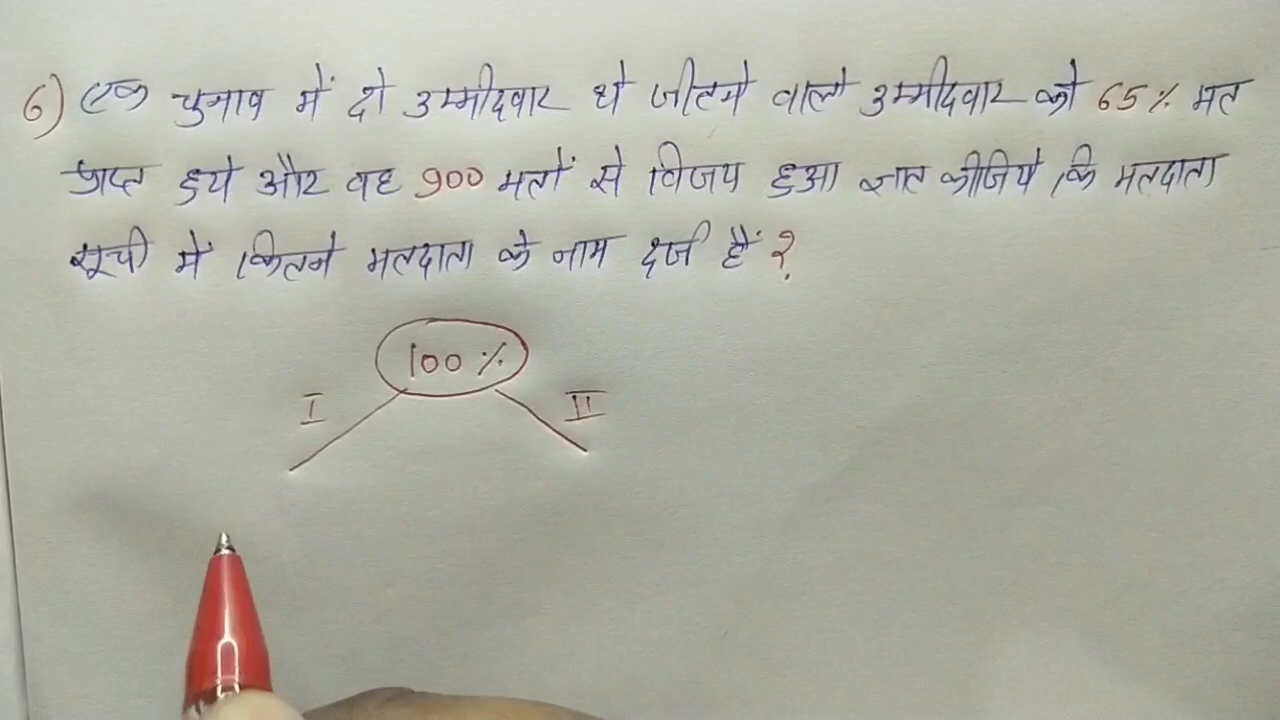 6) एक चुनाव में दो उम्मीदवार थे जीतने वाले उम्मीदवार को 65% मत
प्राप्त हुये और वह 900 मतों से विजय हुआ ज्ञात कीजिये कि मतदाता
सूची में कितने मतदाता के नाम दर्ज हैं ?
100 %
I II